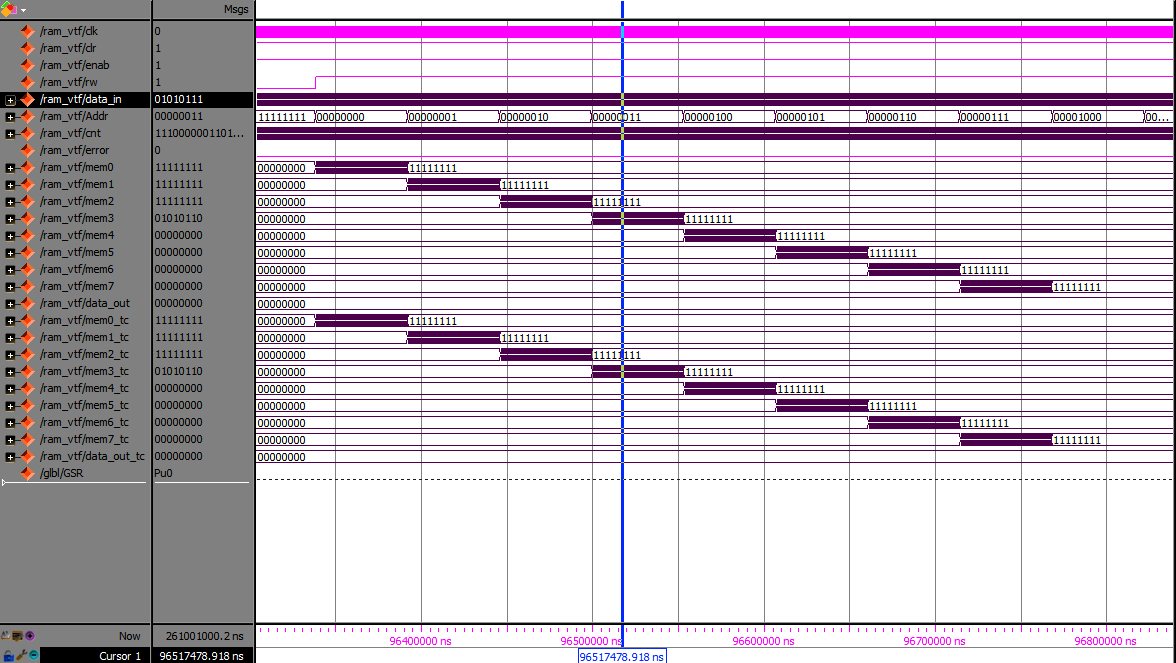 Msgs
/ram_vtf/clk 0
/ram_vtf/clr 1
/ram_vtf/enab 1
/ram_vtf/rw 1
/ram_vtf/data_in 01010111
/ram_vtf/Addr 00000011 11111111 00000000 00000001 00000010 00000011 00000100 00000101 00000110 00000111 00001000 00...
/ram_vtf/cnt 1110000001101...
/ram_vtf/error 0
/ram_vtf/mem0 11111111 00000000 11111111
/ram_vtf/mem1 11111111 00000000 11111111
/ram_vtf/mem2 11111111 00000000 11111111
/ram_vtf/mem3 01010110 00000000 11111111
/ram_vtf/mem4 00000000 00000000 11111111
/ram_vtf/mem5 00000000 00000000 11111111
/ram_vtf/mem6 00000000 00000000 11111111
/ram_vtf/mem7 00000000 00000000 11111111
/ram_vtf/data_out 00000000 00000000
/ram_vtf/mem0_tc 11111111 00000000 11111111
/ram_vtf/mem1_tc 11111111 00000000 11111111
/ram_vtf/mem2_tc 11111111 00000000 11111111
/ram_vtf/mem3_tc 01010110 00000000 11111111
/ram_vtf/mem4_tc 00000000 00000000 11111111
/ram_vtf/mem5_tc 00000000 00000000 11111111
/ram_vtf/mem6_tc 00000000 00000000 11111111
/ram_vtf/mem7_tc 00000000 00000000 11111111
/ram_vtf/data_out_tc 00000000 00000000
/glbl/GSR Pu0
Now 261001000.2 ns 96400000 ns 96500000 ns 96600000 ns 96700000 ns 96800000 ns
Cursor 1 96517478.918 ns 96517478.918 ns